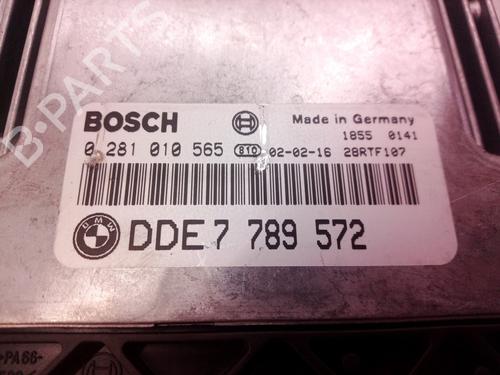 B-PARTS
BOSCH
Made in Germany
1855 0141
0 281 010 565 810 02-02-16 28RTF107
BMW
DDE 7 789 572
>PA66-